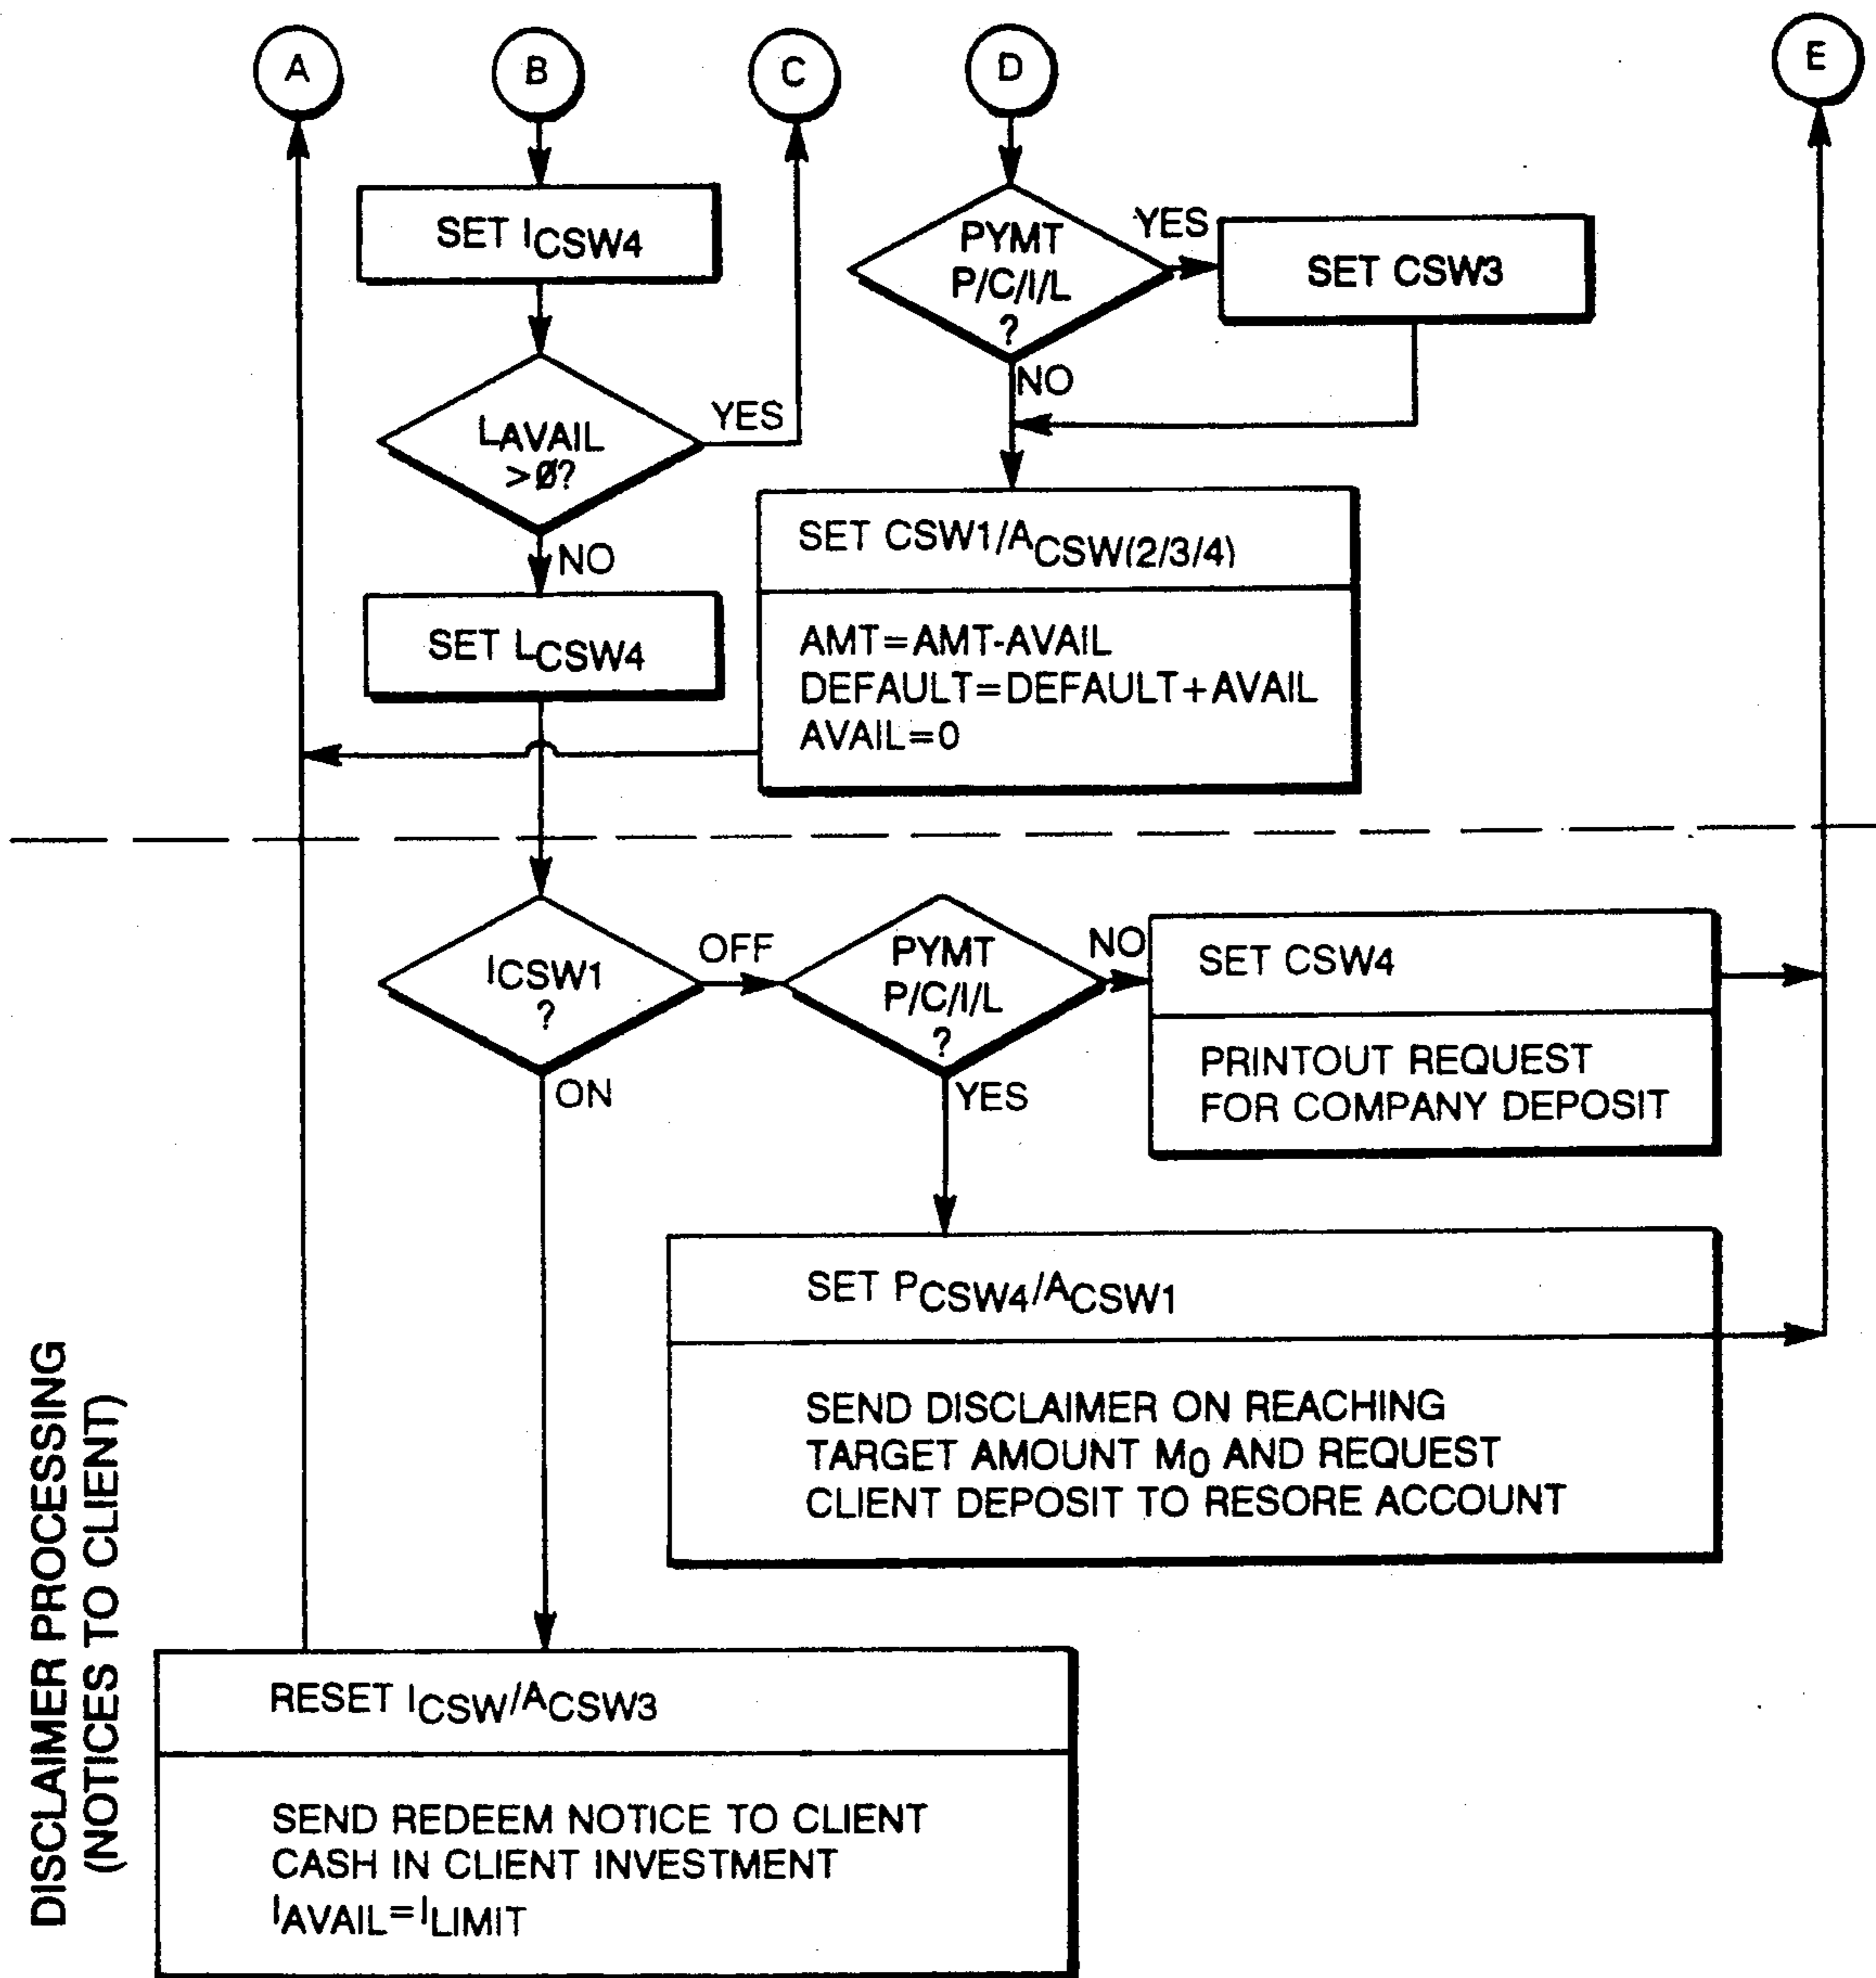 A
B
C
D
E
SET ICSW4
PYMT
P/C/I/L
?
YES
SET CSW3
NO
LAVAIL
>Ø?
YES
NO
SET CSW1/ACSW(2/3/4)
AMT=AMT-AVAIL
DEFAULT=DEFAULT+AVAIL
AVAIL=0
SET LCSW4
ICSW1
?
OFF
ON
PYMT
P/C/I/L
?
NO
YES
SET CSW4
PRINTOUT REQUEST
FOR COMPANY DEPOSIT
SET PCSW4/ACSW1
SEND DISCLAIMER ON REACHING
TARGET AMOUNT M0 AND REQUEST
CLIENT DEPOSIT TO RESORE ACCOUNT
DISCLAIMER PROCESSING
(NOTICES TO CLIENT)
RESET ICSW/ACSW3
SEND REDEEM NOTICE TO CLIENT
CASH IN CLIENT INVESTMENT
IAVAIL=ILIMIT